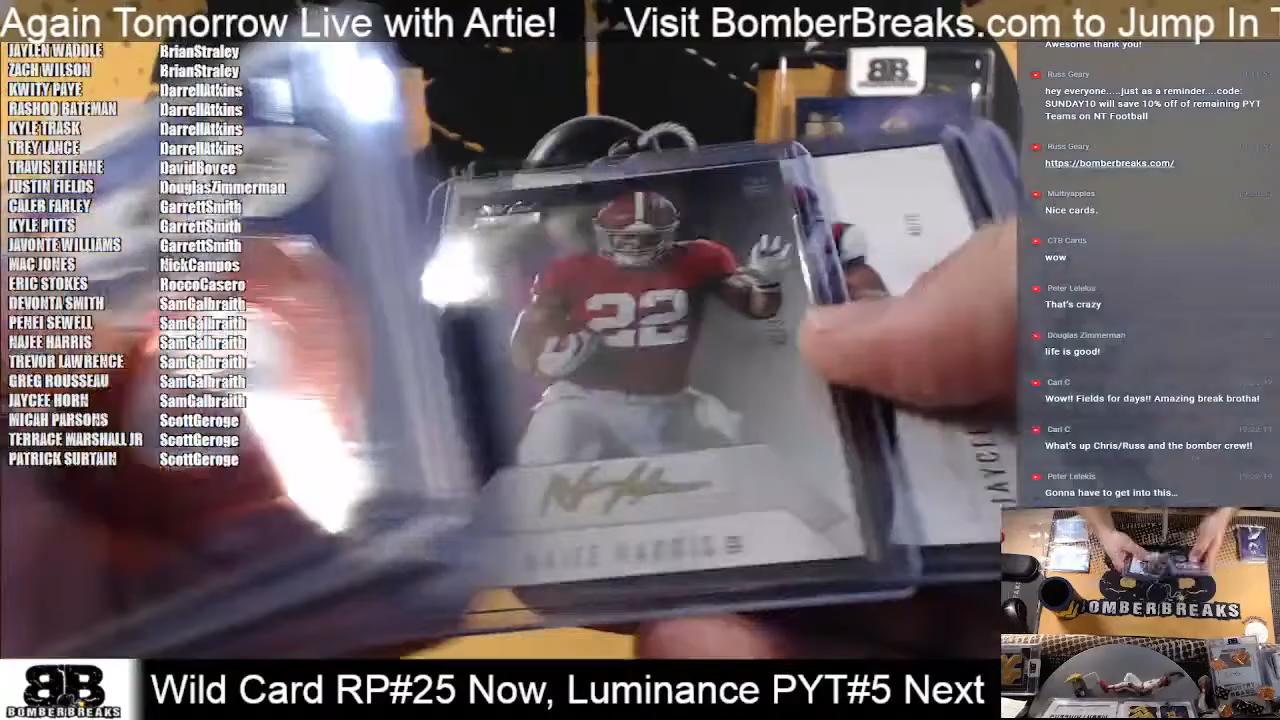 Again Tomorrow Live with Artie! Visit BomberBreaks.com to Jump In T
JAYLEN WADDLE BrianStraley
ZACH WILSON BrianStraley
KWITY PAYE DarrellAtkins
RASHOD BATEMAN DarrellAtkins
KYLE TRASK DarrellAtkins
TREY LANCE DarrellAtkins
TRAVIS ETIENNE DavidBovee
JUSTIN FIELDS DouglasZimmerman
CALEB FARLEY GarrettSmith
KYLE PITTS GarrettSmith
JAVONTE WILLIAMS GarrettSmith
MAC JONES NickCampos
ERIC STOKES RoccoCasero
DEVONTA SMITH SamGalbraith
PENEI SEWELL SamGalbraith
NAJEE HARRIS SamGalbraith
TREVOR LAWRENCE SamGalbraith
GREG ROUSSEAU SamGalbraith
JAYCEE HORN SamGalbraith
MICAH PARSONS ScottGeroge
TERRACE MARSHALL JR ScottGeroge
PATRICK SURTAIN ScottGeroge
22
JAYCEE
Awesome thank you!
Russ Geary
hey everyone.....just as a reminder....code:
SUNDAY10 will save 10% off of remaining PYT
Teams on NT Football
Russ Geary
https://bomberbreaks.com/
Multiyapples
Nice cards.
CTB Cards
wow
Peter Lelekis
That's crazy
Douglas Zimmerman
life is good!
Carl C
Wow!! Fields for days!! Amazing break brotha!
Carl C
What's up Chris/Russ and the bomber crew!!
Peter Lelekis
Gonna have to get into this...
BOMBERBREAKS
BB
BOMBERBREAKS
Wild Card RP#25 Now, Luminance PYT#5 Next